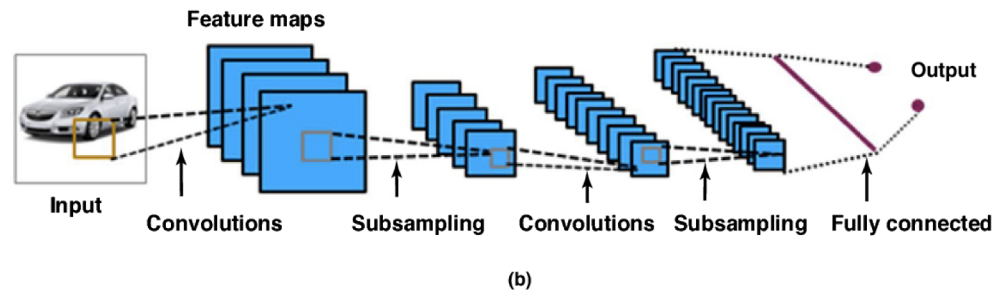 Feature maps
Output
Input
Convolutions
Subsampling
Convolutions
Subsampling
Fully connected
(b)